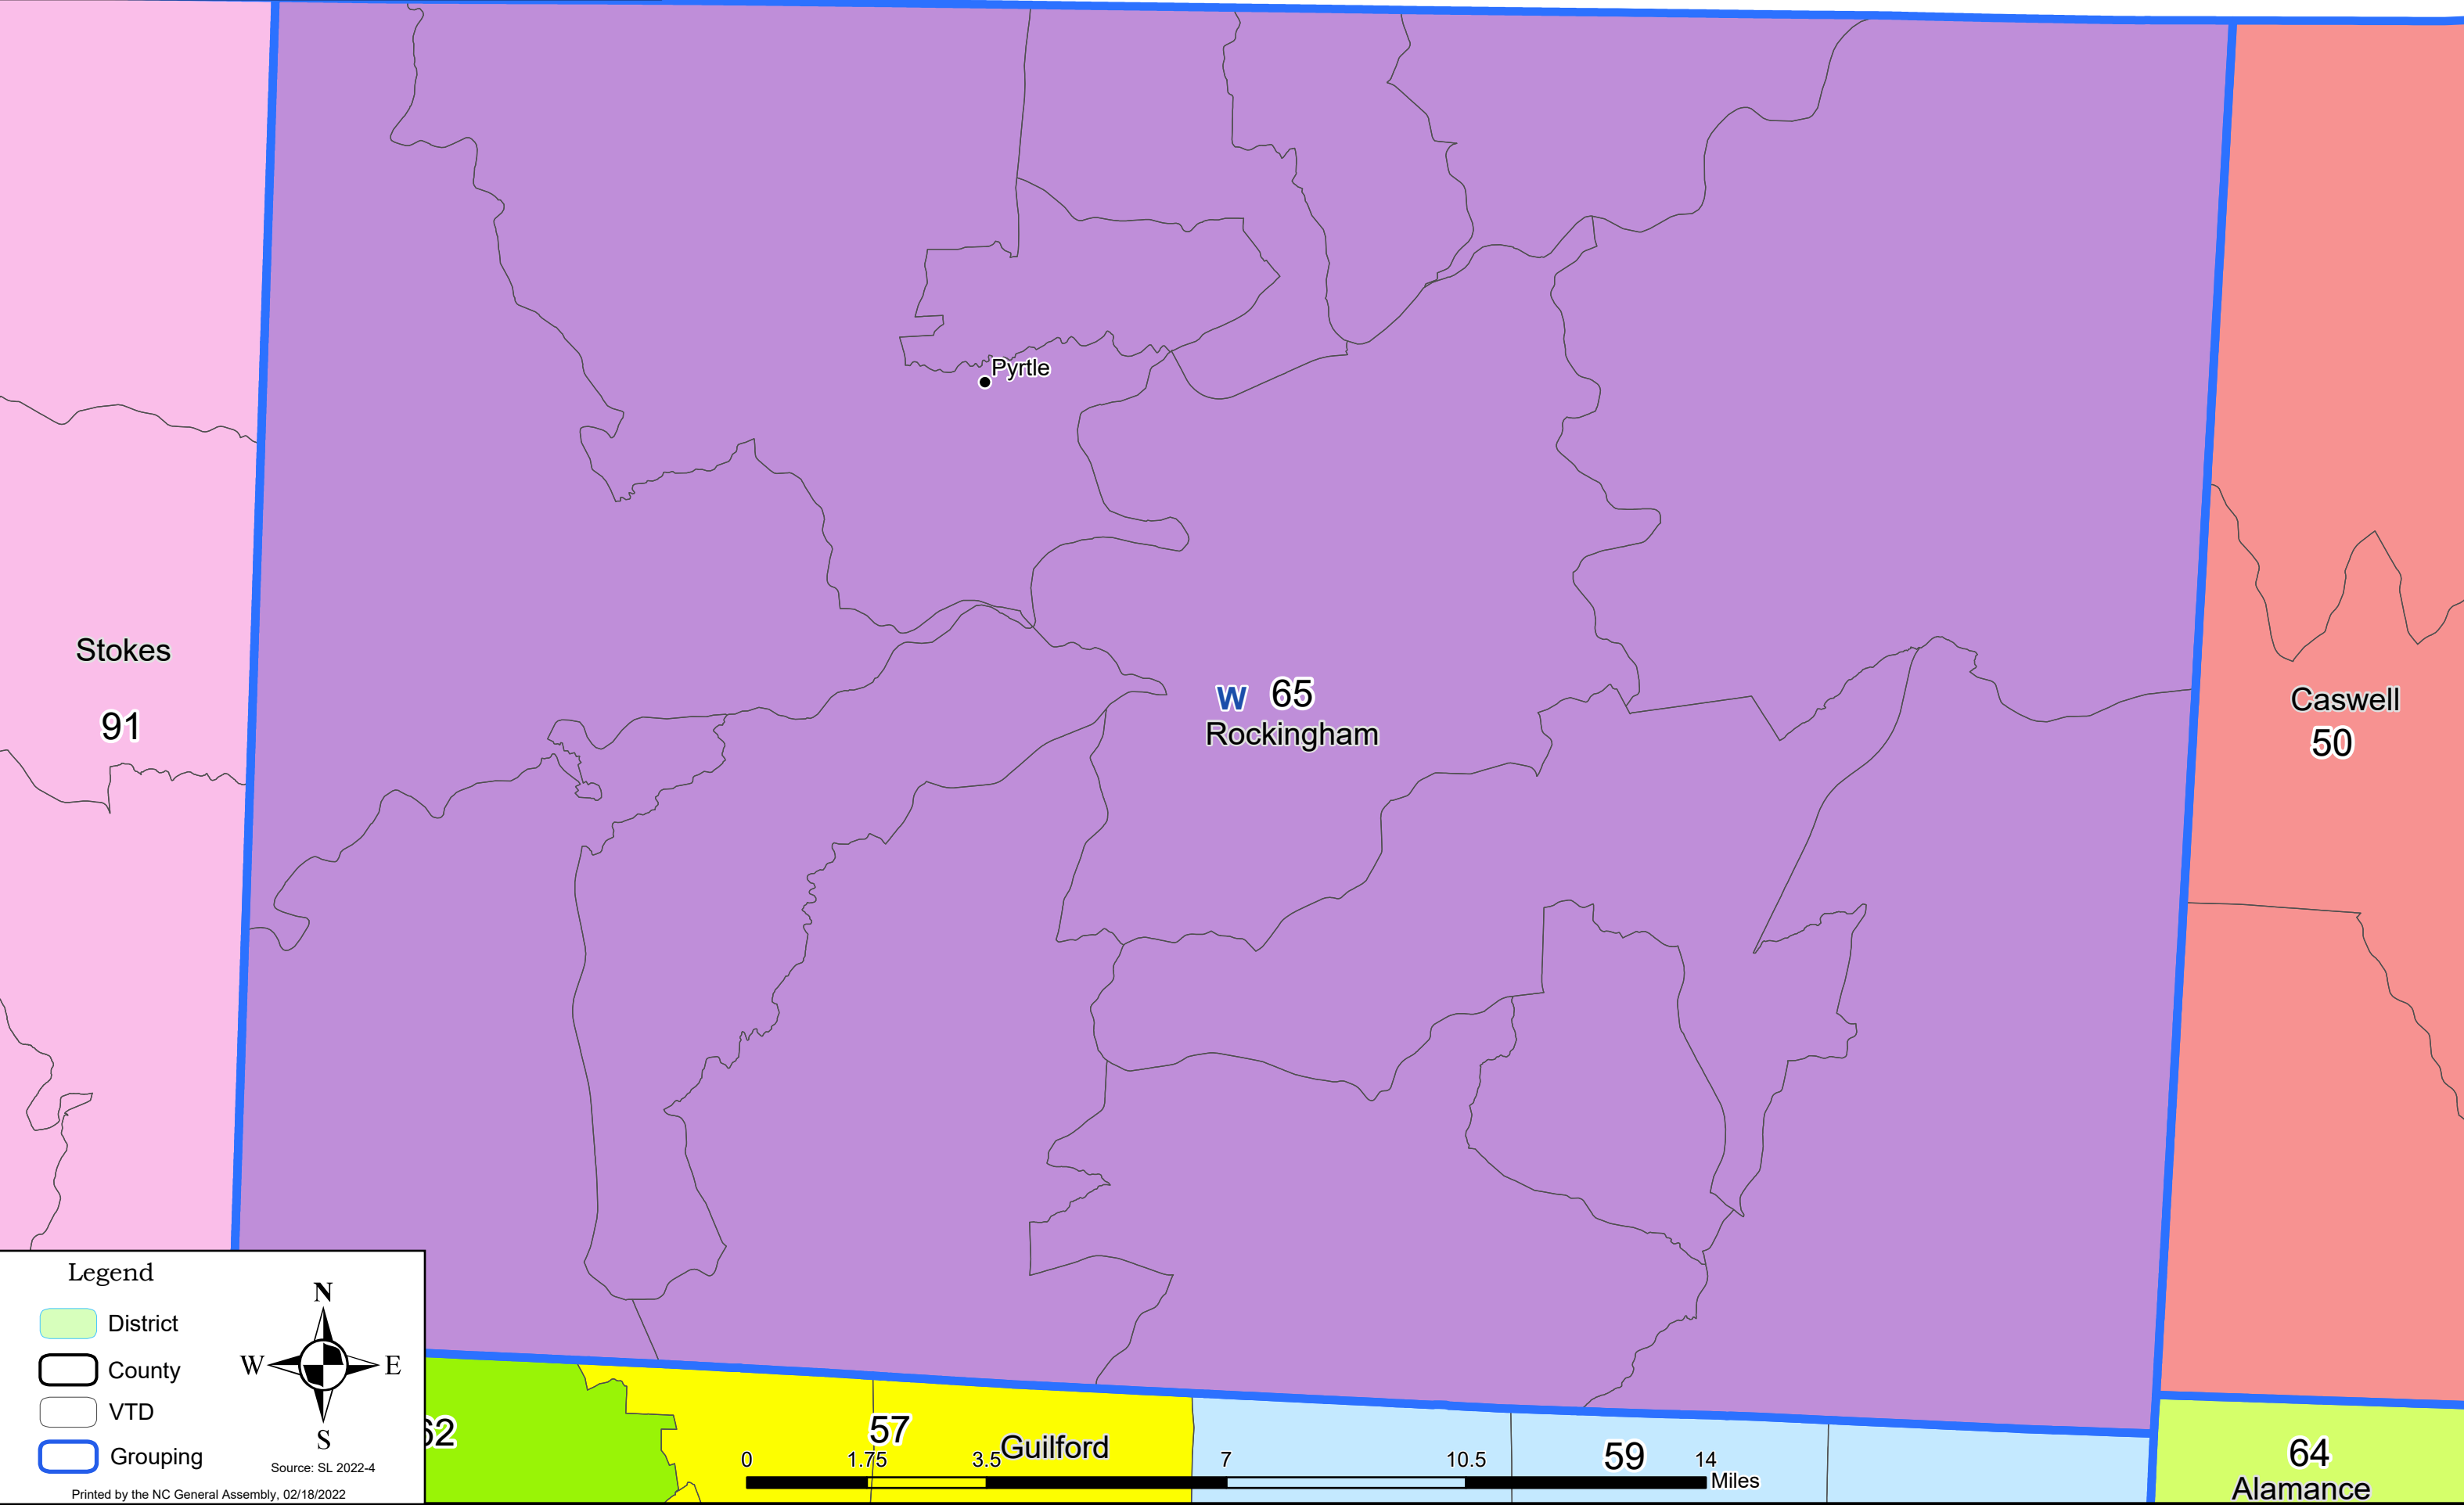 Pyrtle
Stokes
91
W 65
Rockingham
Caswell
50
Legend
District
County
VTD
Grouping
N
W E
S
Source: SL 2022-4
Printed by the NC General Assembly, 02/18/2022
62
57
Guilford
59
0 1.75 3.5 7 10.5 14
Miles
64
Alamance